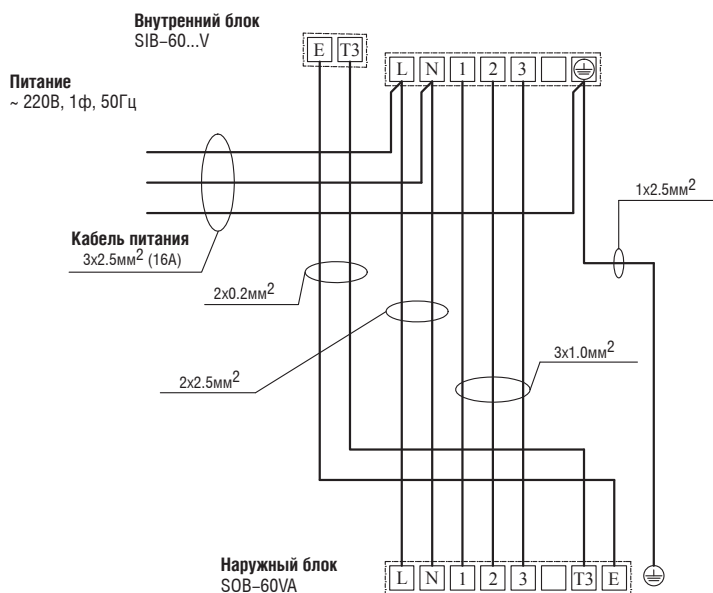 Внутренний блок
SIB–60...V
E T3
L N 1 2 3
Питание
~ 220В, 1ф, 50Гц
1x2.5мм²
Кабель питания
3x2.5мм² (16А)
2x0.2мм²
3x1.0мм²
2x2.5мм²
Наружный блок
SOB–60VA
L N 1 2 3 T3 E